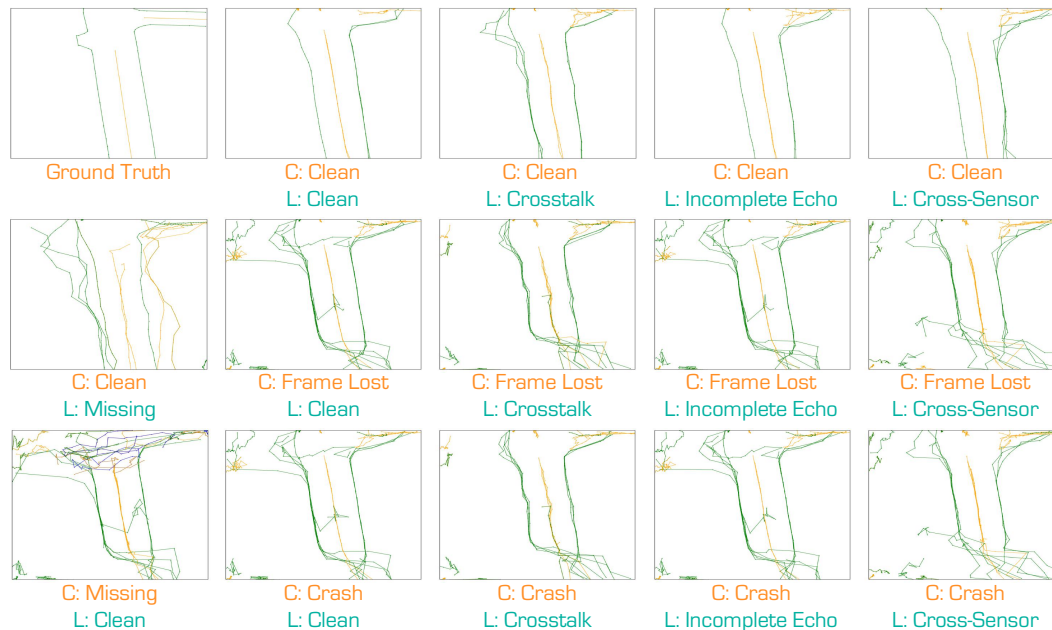 Ground Truth
C: Clean
L: Clean
C: Clean
L: Crosstalk
C: Clean
L: Incomplete Echo
C: Clean
L: Cross-Sensor
C: Clean
L: Missing
C: Frame Lost
L: Clean
C: Frame Lost
L: Crosstalk
C: Frame Lost
L: Incomplete Echo
C: Frame Lost
L: Cross-Sensor
C: Missing
L: Clean
C: Crash
L: Clean
C: Crash
L: Crosstalk
C: Crash
L: Incomplete Echo
C: Crash
L: Cross-Sensor